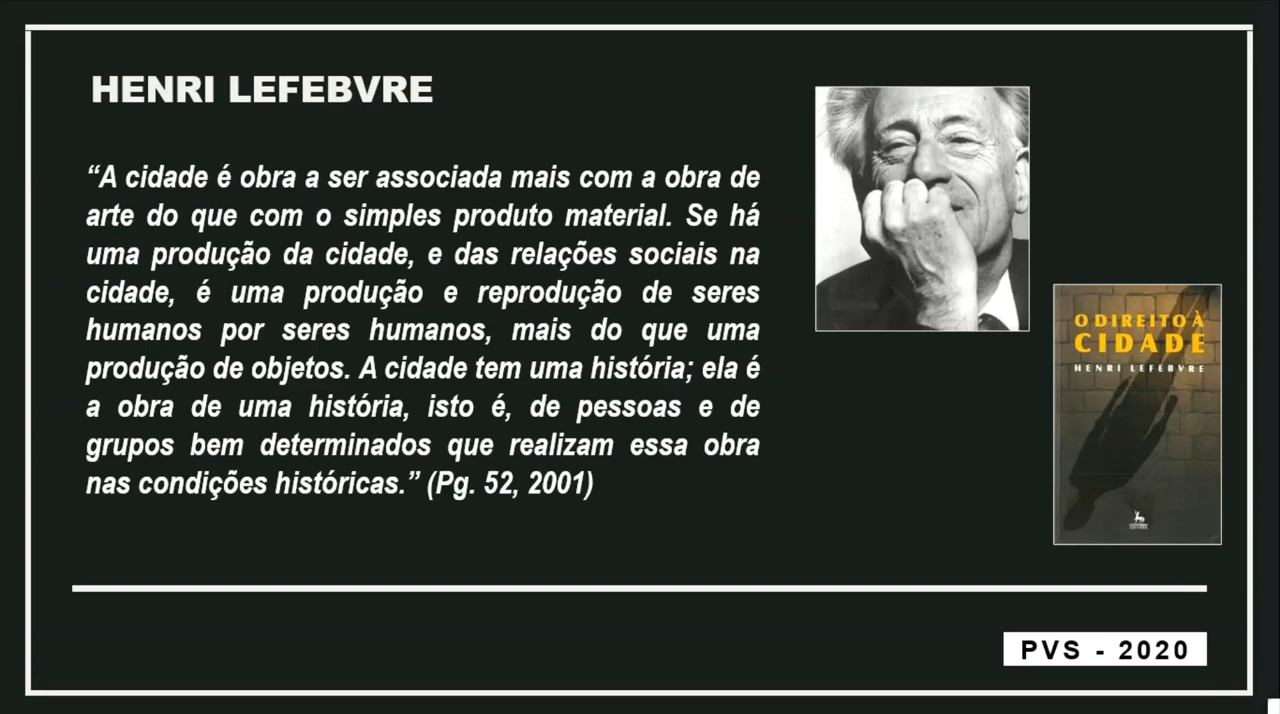 HENRI LEFEBVRE
“A cidade é obra a ser associada mais com a obra de
arte do que com o simples produto material. Se há
uma produção da cidade, e das relações sociais na
cidade, é uma produção e reprodução de seres
humanos por seres humanos, mais do que uma
produção de objetos. A cidade tem uma história; ela é
a obra de uma história, isto é, de pessoas e de
grupos bem determinados que realizam essa obra
nas condições históricas.” (Pg. 52, 2001)
O DIREITO À
CIDADE
HENRI LEFEBVRE
PVS - 2020